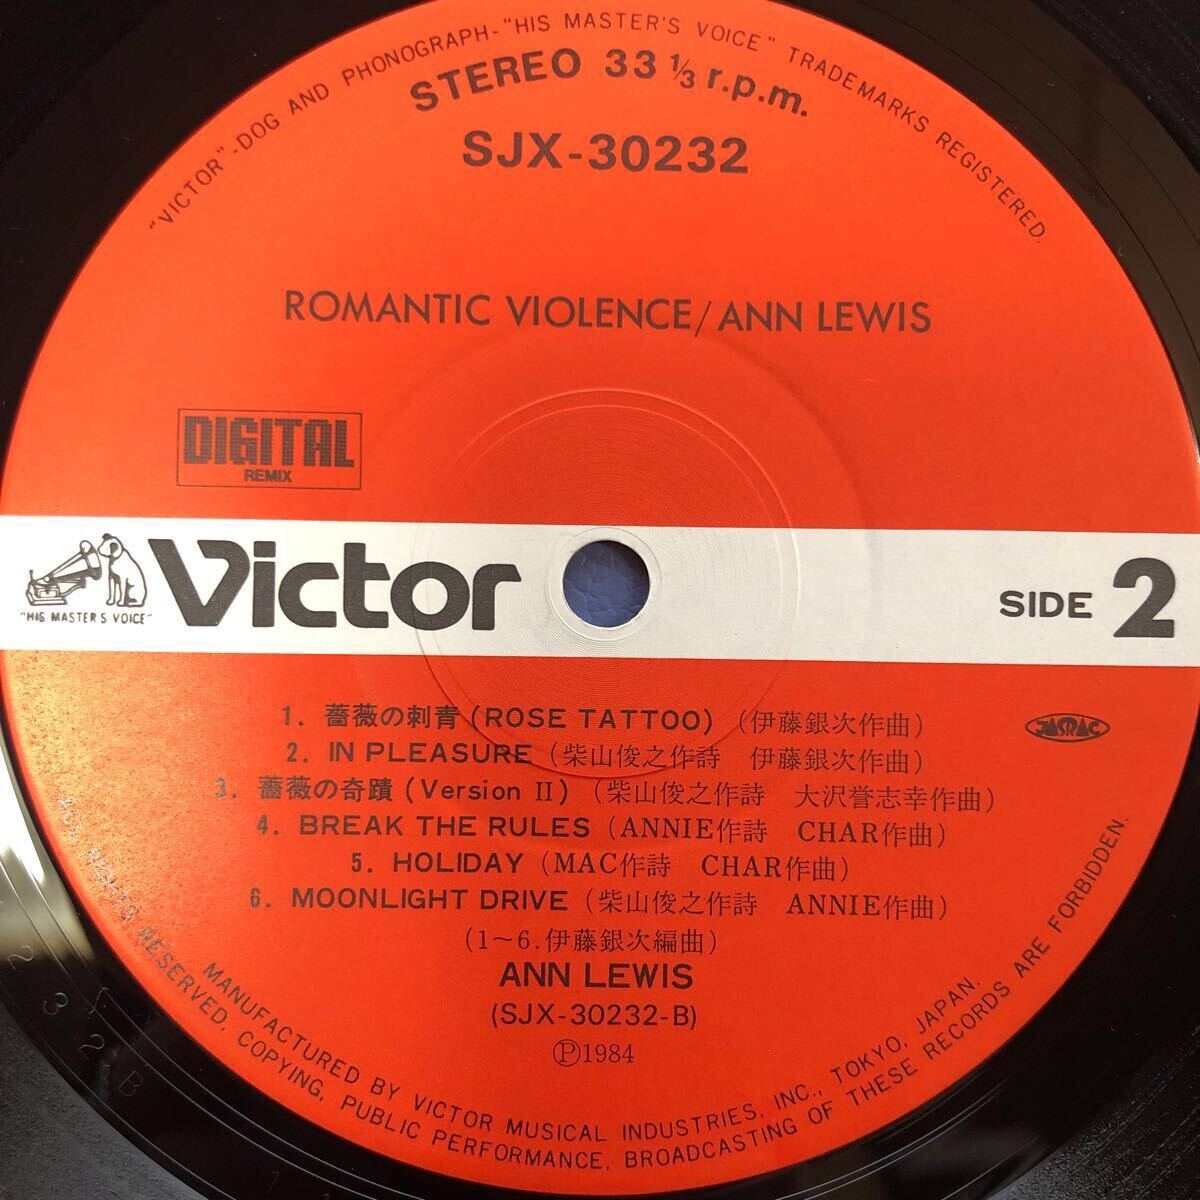 "VICTOR"-DOG AND PHONOGRAPH-"HIS MASTER'S VOICE" TRADEMARKS REGISTERED.
STEREO 33 1/3 r.p.m.
SJX-30232
ROMANTIC VIOLENCE/ANN LEWIS
DIGITAL
REMIX
"HIS MASTER'S VOICE"
Victor
SIDE 2
1. 薔薇の刺青 (ROSE TATTOO) (伊藤銀次作曲)
JASRAC
2. IN PLEASURE (柴山俊之作詩 伊藤銀次作曲)
3. 薔薇の奇蹟 (Version II) (柴山俊之作詩 大沢誉志幸作曲)
4. BREAK THE RULES (ANNIE作詩 CHAR作曲)
5. HOLIDAY (MAC作詩 CHAR作曲)
6. MOONLIGHT DRIVE (柴山俊之作詩 ANNIE作曲)
(1～6.伊藤銀次編曲)
ANN LEWIS
(SJX-30232-B)
Ⓟ1984
MANUFACTURED BY VICTOR MUSICAL INDUSTRIES, INC., TOKYO, JAPAN.
ALL RIGHTS RESERVED. COPYING, PUBLIC PERFORMANCE, BROADCASTING OF THESE RECORDS ARE FORBIDDEN.